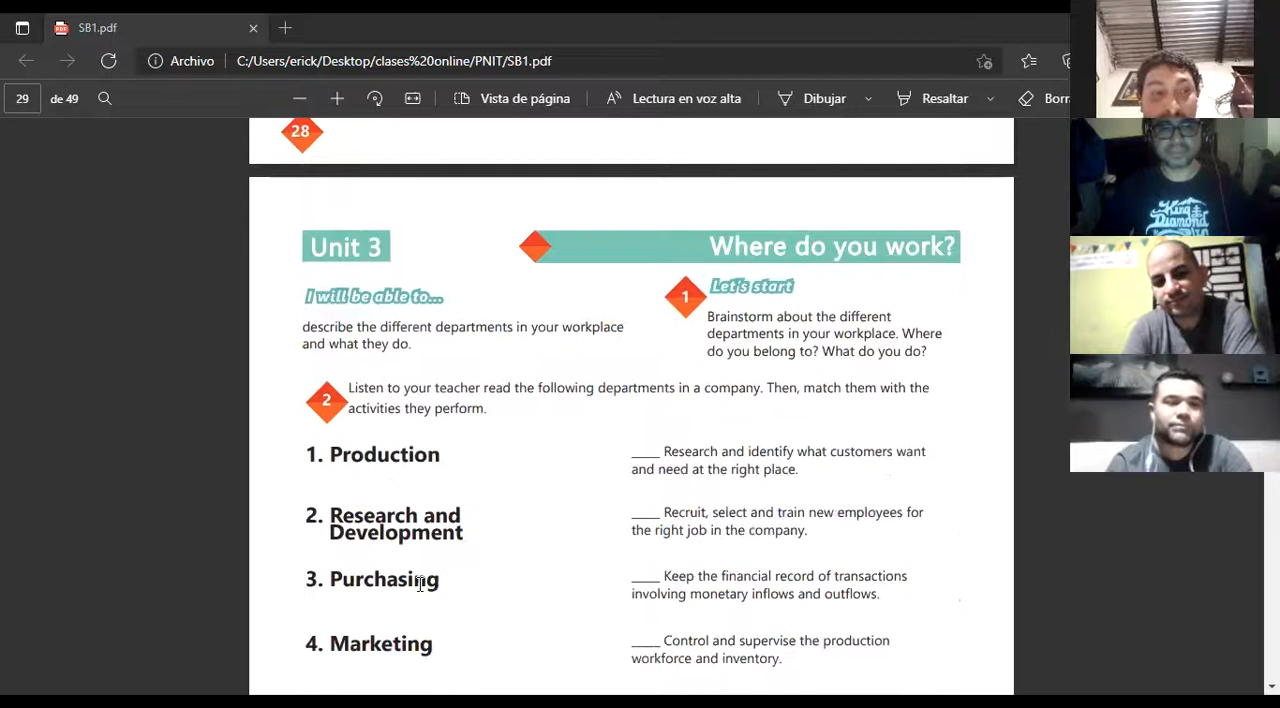 SB1.pdf
Archivo C:/Users/erick/Desktop/clases%20online/PNIT/SB1.pdf
29 de 49 Vista de página Lectura en voz alta Dibujar Resaltar Borra
28
Unit 3 Where do you work?
I will be able to...
describe the different departments in your workplace
and what they do.
1 Let's start
Brainstorm about the different
departments in your workplace. Where
do you belong to? What do you do?
2 Listen to your teacher read the following departments in a company. Then, match them with the
activities they perform.
1. Production
____ Research and identify what customers want
and need at the right place.
2. Research and
Development
____ Recruit, select and train new employees for
the right job in the company.
3. Purchasing
____ Keep the financial record of transactions
involving monetary inflows and outflows.
4. Marketing
____ Control and supervise the production
workforce and inventory.
King
Diamond